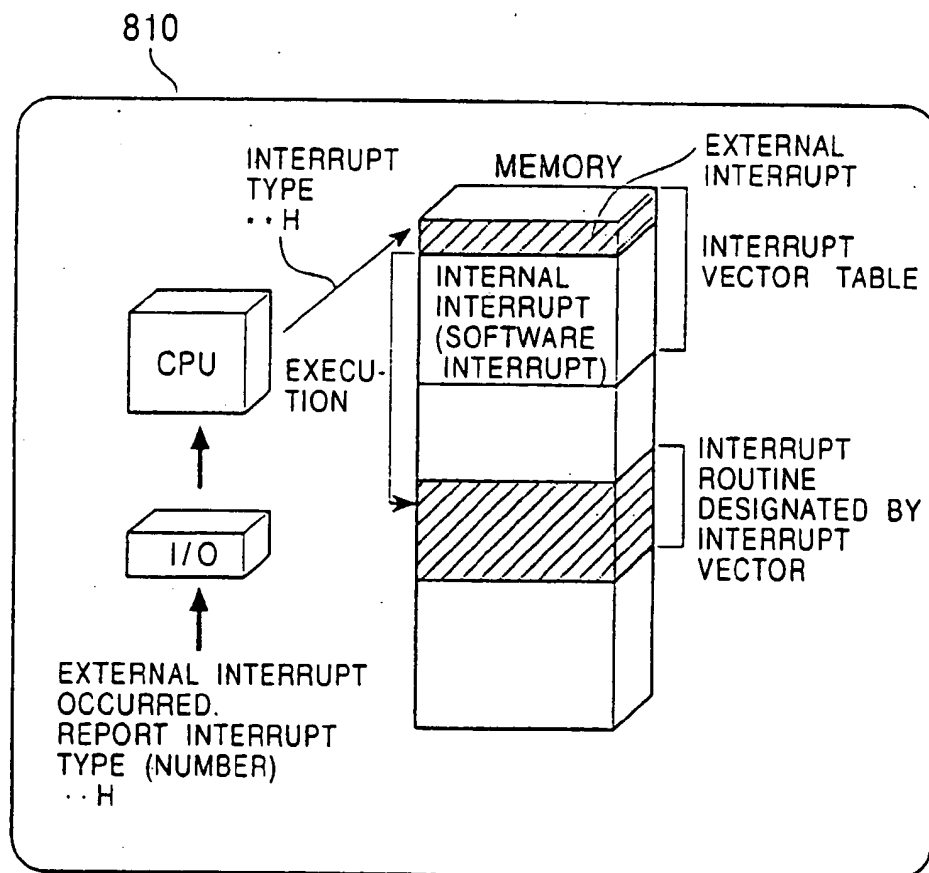 810
INTERRUPT
TYPE
··H
MEMORY
EXTERNAL
INTERRUPT
INTERRUPT
VECTOR TABLE
INTERNAL
INTERRUPT
(SOFTWARE
INTERRUPT)
CPU
EXECU-
TION
INTERRUPT
ROUTINE
DESIGNATED BY
INTERRUPT
VECTOR
I/O
EXTERNAL INTERRUPT
OCCURRED.
REPORT INTERRUPT
TYPE (NUMBER)
··H